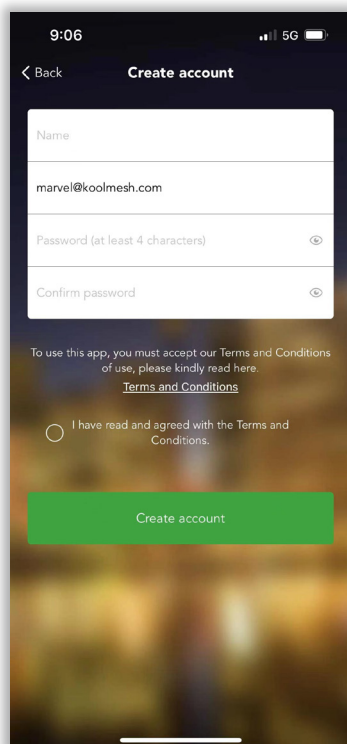 9:06
5G
Back
Create account
Name
marvel@koolmesh.com
Password (at least 4 characters)
Confirm password
To use this app, you must accept our Terms and Conditions
of use, please kindly read here.
Terms and Conditions
I have read and agreed with the Terms and
Conditions.
Create account